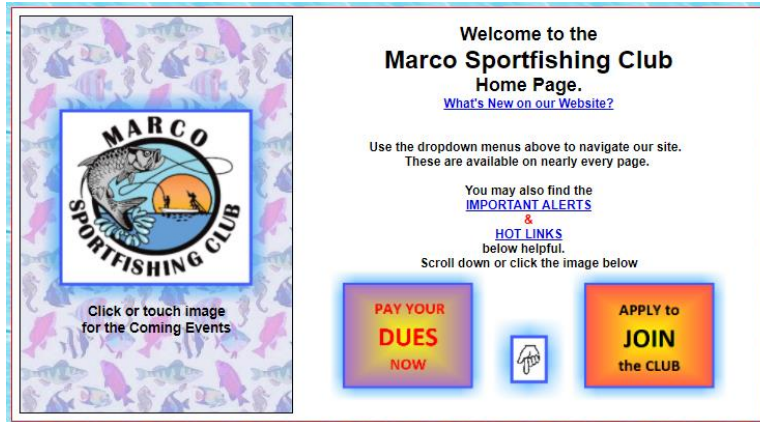 MARCO
SPORTFISHING CLUB
Click or touch image
for the Coming Events
Welcome to the
Marco Sportfishing Club
Home Page.
What's New on our Website?
Use the dropdown menus above to navigate our site.
These are available on nearly every page.
You may also find the
IMPORTANT ALERTS
&
HOT LINKS
below helpful.
Scroll down or click the image below
PAY YOUR
DUES
NOW
APPLY to
JOIN
the CLUB